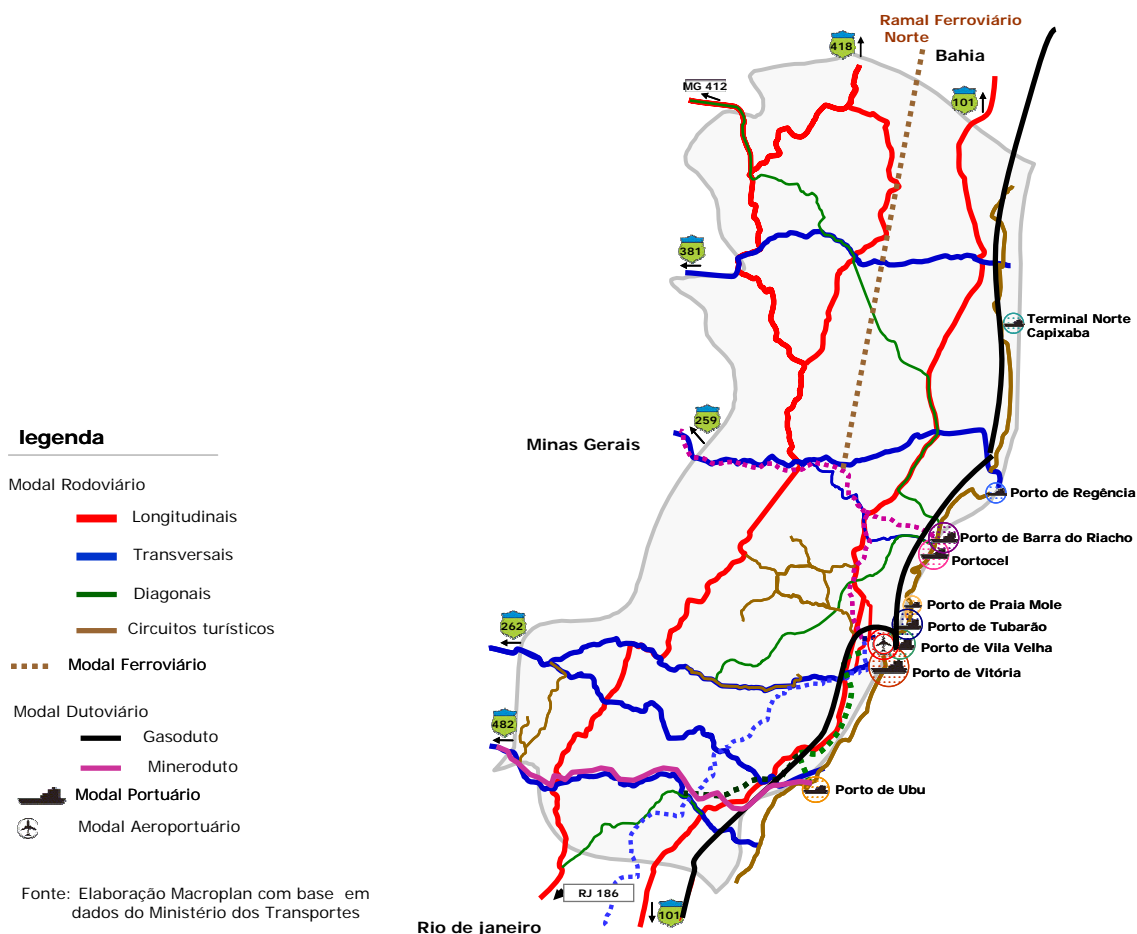 Ramal Ferroviário
Norte
418
Bahia
MG 412
101
381
Terminal Norte
Capixaba
259
legenda
Minas Gerais
Modal Rodoviário
Porto de Regência
Longitudinais
Porto de Barra do Riacho
Transversais
Portocel
Diagonais
Porto de Praia Mole
Circuitos turísticos
262
Porto de Tubarão
Porto de Vila Velha
Modal Ferroviário
Porto de Vitória
Modal Dutoviário
482
Gasoduto
Mineroduto
Modal Portuário
Porto de Ubu
Modal Aeroportuário
Fonte: Elaboração Macroplan com base em
dados do Ministério dos Transportes
RJ 186
101
Rio de janeiro